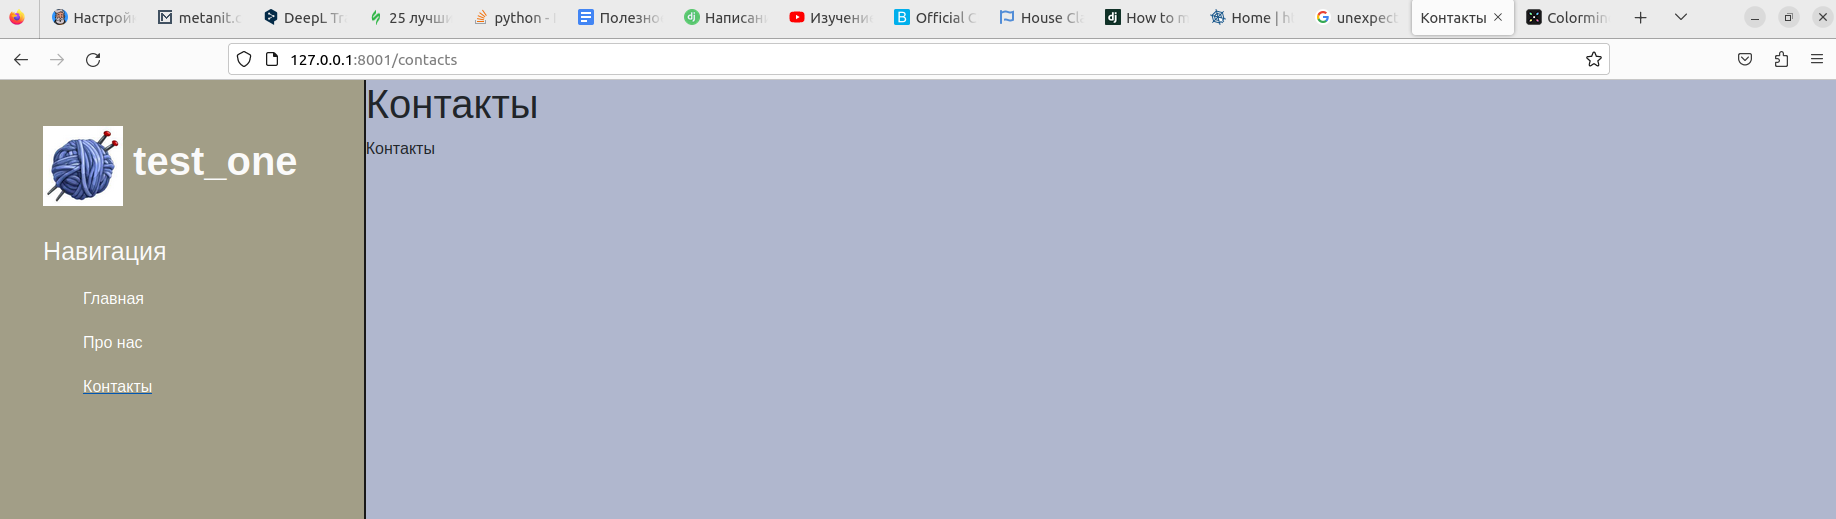 Настрой metanit. DeepL Tr 25 лучш python - Полезно Написан Изучени Official C House Cl How to m Home | h unexpect Контакты Colormin
127.0.0.1:8001/contacts
test_one
Навигация
Главная
Про нас
Контакты
Контакты
Контакты